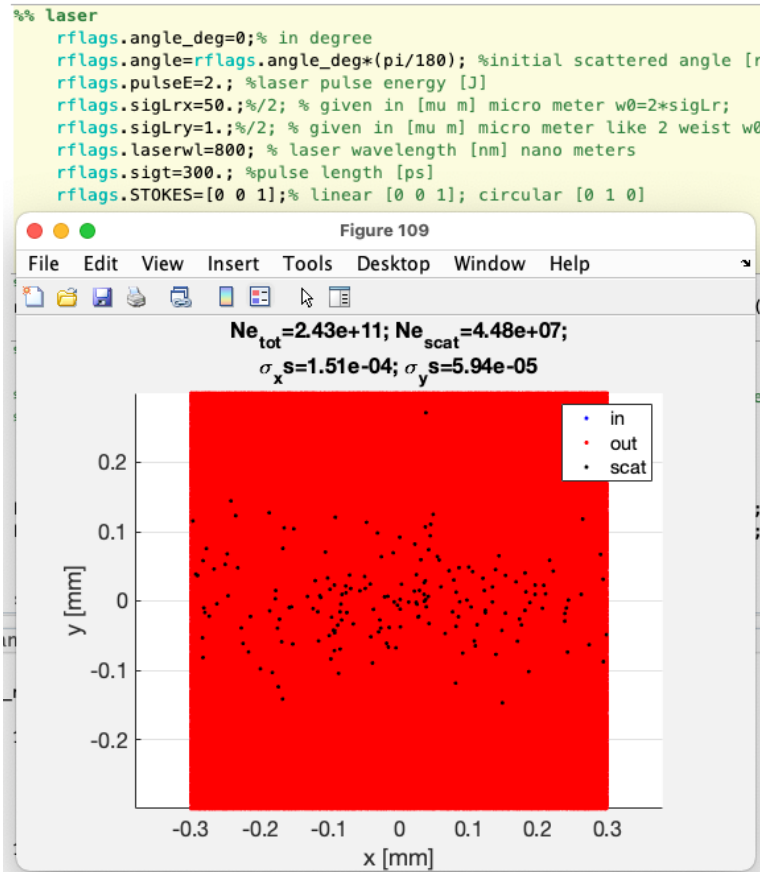 %% laser
rflags.angle_deg=0;% in degree
rflags.angle=rflags.angle_deg*(pi/180); %initial scattered angle [r
rflags.pulseE=2.; %laser pulse energy [J]
rflags.sigLrx=50.;%/2; % given in [mu m] micro meter w0=2*sigLr;
rflags.sigLry=1.;%/2; % given in [mu m] micro meter like 2 weist w0
rflags.laserwl=800; % laser wavelength [nm] nano meters
rflags.sigt=300.; %pulse length [ps]
rflags.STOKES=[0 0 1];% linear [0 0 1]; circular [0 1 0]
Figure 109
File Edit View Insert Tools Desktop Window Help
Ne_tot=2.43e+11; Ne_scat=4.48e+07;
σ_x s=1.51e-04; σ_y s=5.94e-05
in
out
scat
0.2
0.1
0
-0.1
-0.2
y [mm]
-0.3 -0.2 -0.1 0 0.1 0.2 0.3
x [mm]